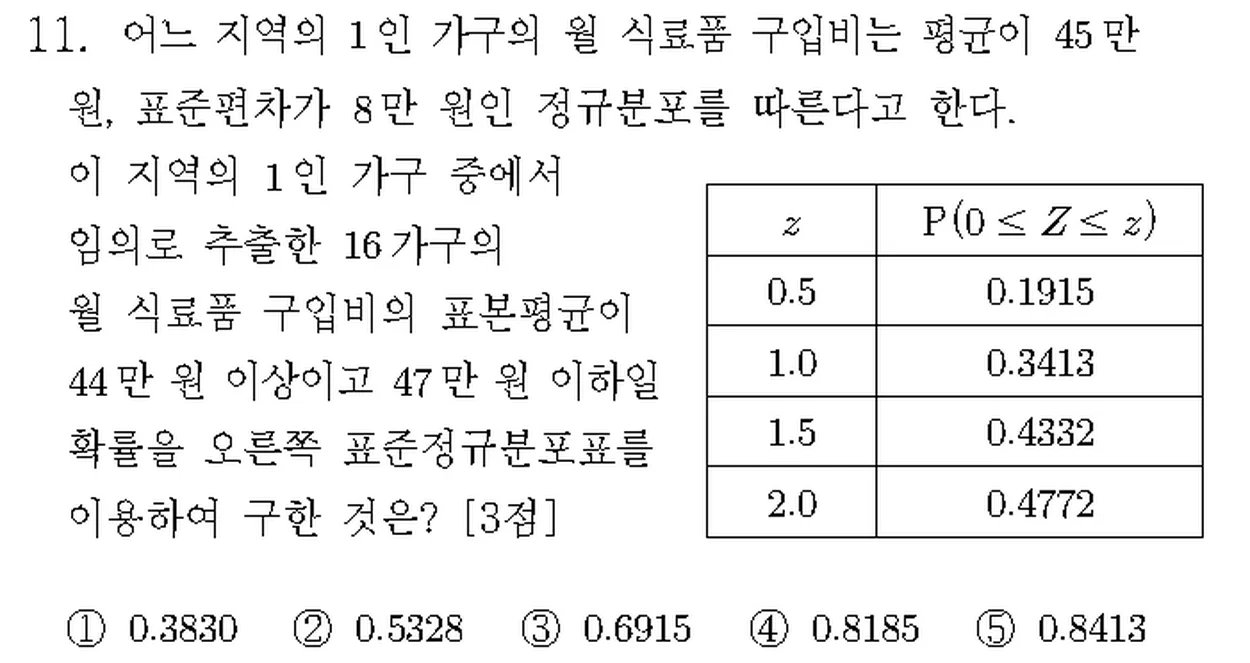 11. 어느 지역의 1인 가구의 월 식료품 구입비는 평균이 45만
원, 표준편차가 8만 원인 정규분포를 따른다고 한다.
이 지역의 1인 가구 중에서
임의로 추출한 16가구의
월 식료품 구입비의 표본평균이
44만 원 이상이고 47만 원 이하일
확률을 오른쪽 표준정규분포표를
이용하여 구한 것은? [3점]
z P(0 ≤ Z ≤ z)
0.5 0.1915
1.0 0.3413
1.5 0.4332
2.0 0.4772
① 0.3830 ② 0.5328 ③ 0.6915 ④ 0.8185 ⑤ 0.8413